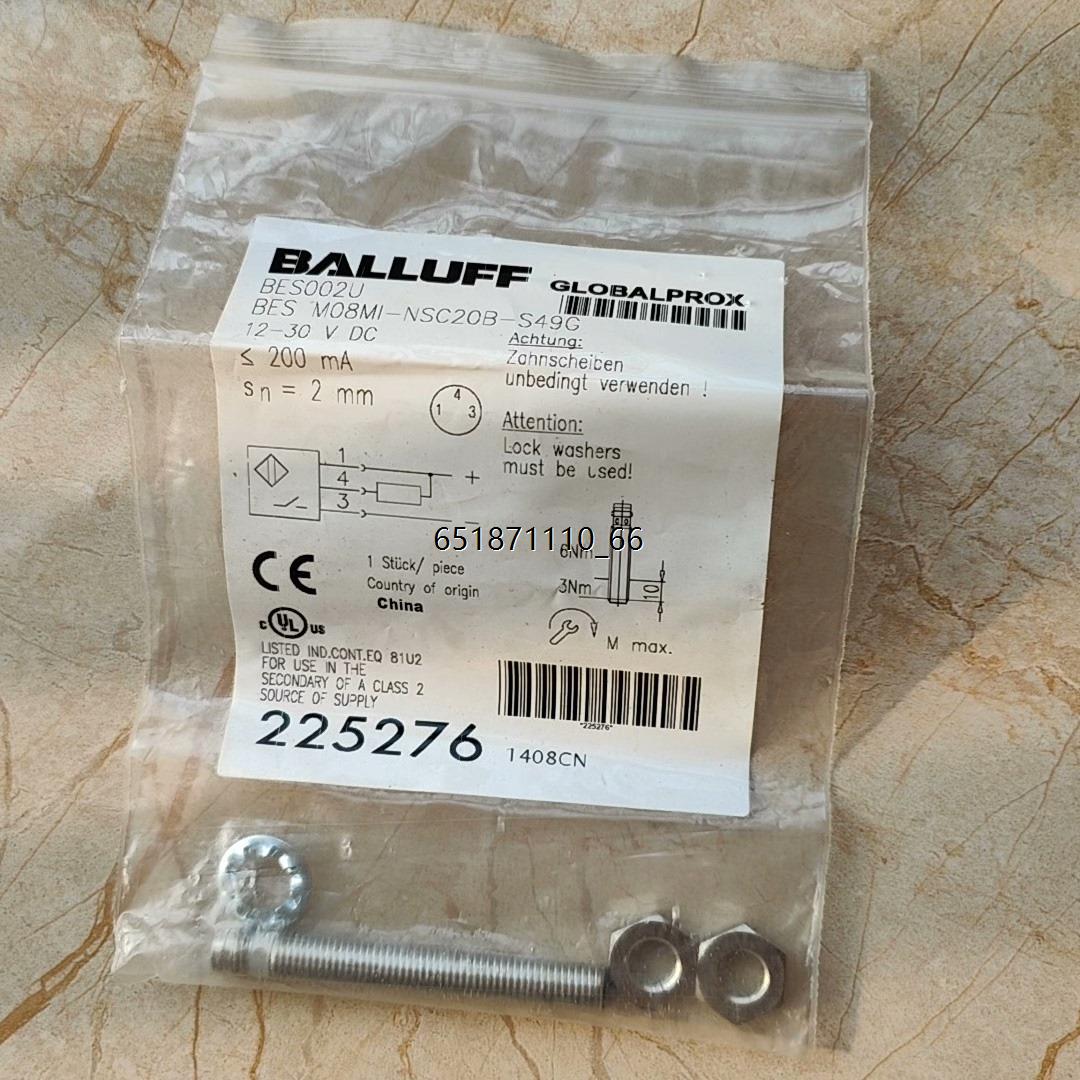 BALLUFF
GLOBALPROX
BES002U
BES M08MI-NSC20B-S49G
12-30 V DC
≤ 200 mA
sn = 2 mm
4
1 3
Achtung:
Zahnscheiben
unbedingt verwenden !
Attention:
Lock washers
must be used!
1
4
3
+
-
651871110_66
6Nm
3Nm
10
M max.
CE
1 Stück/ piece
Country of origin
China
c UL us
LISTED IND.CONT.EQ 81U2
FOR USE IN THE
SECONDARY OF A CLASS 2
SOURCE OF SUPPLY
*225276*
225276
1408CN